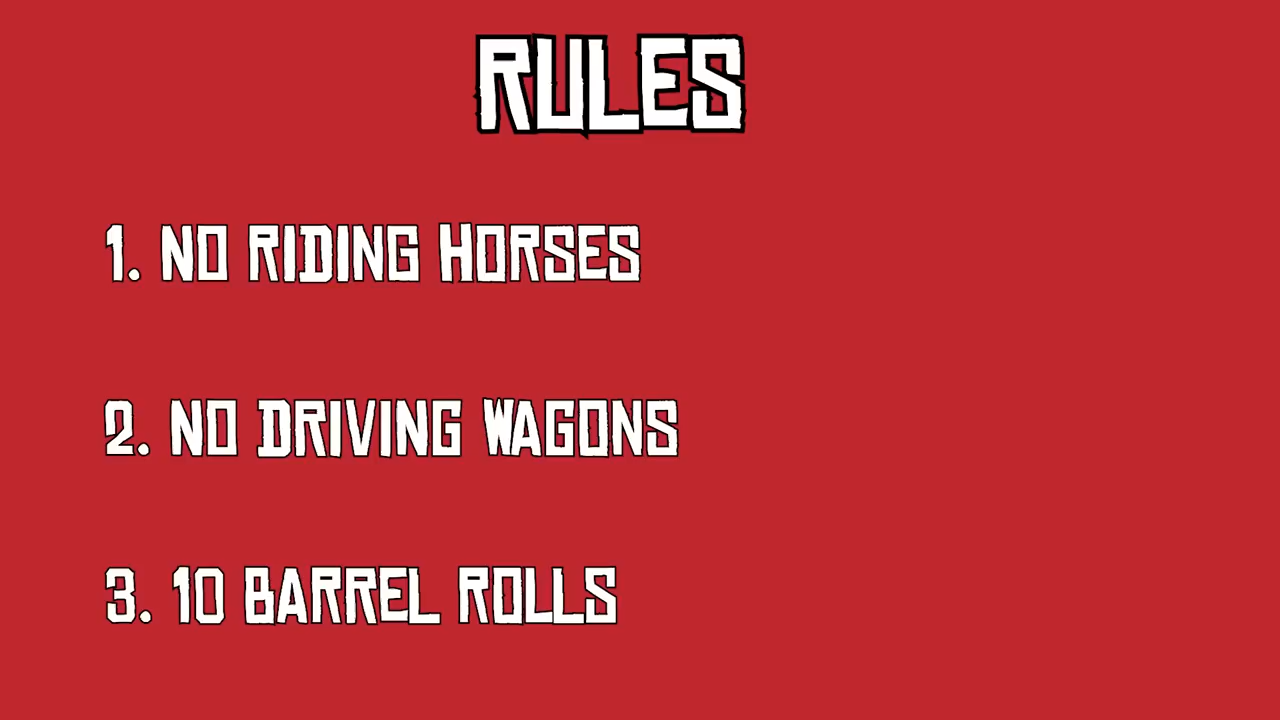 RULES
1. NO RIDING HORSES
2. NO DRIVING WAGONS
3. 10 BARREL ROLLS